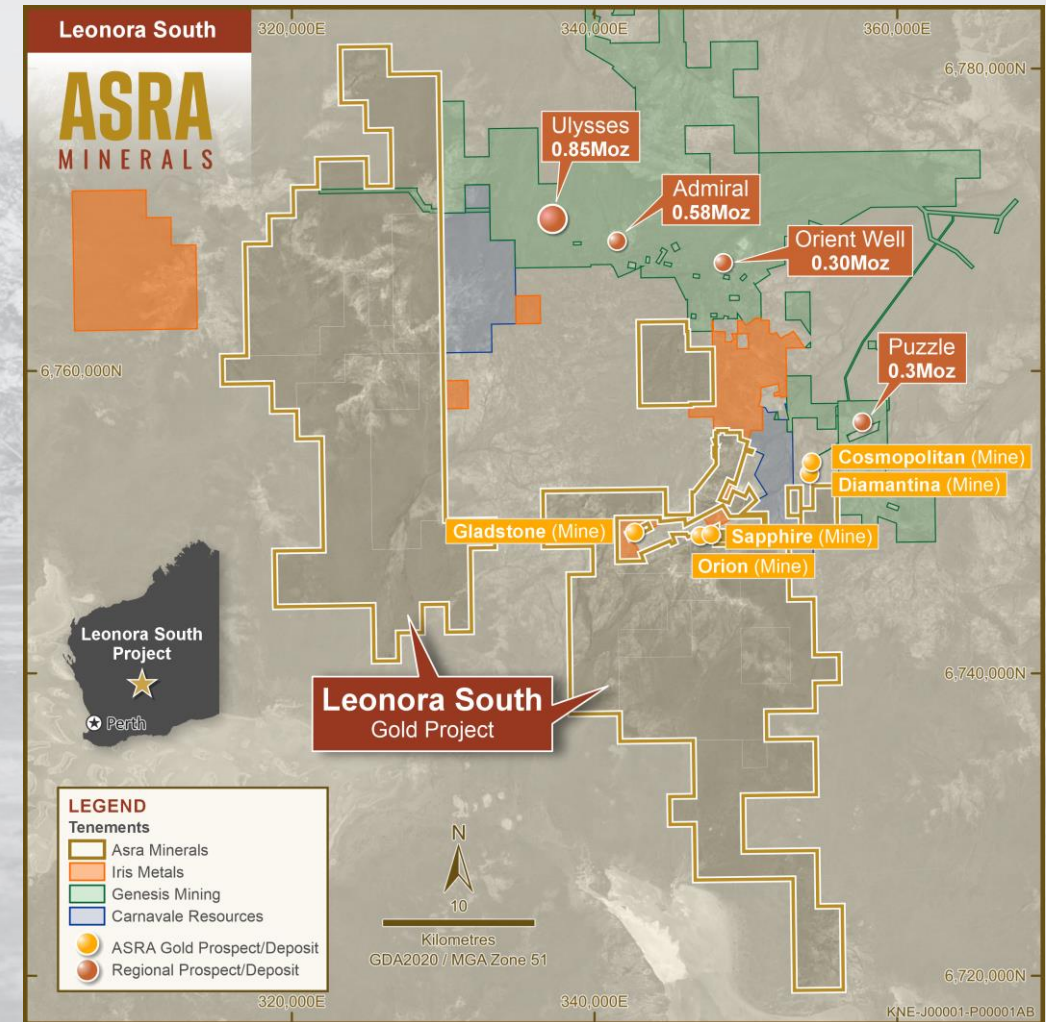 Leonora South
ASRA
MINERALS
320,000E
340,000E
360,000E
6,780,000N
Ulysses
0.85Moz
Admiral
0.58Moz
Orient Well
0.30Moz
Puzzle
0.3Moz
6,760,000N
Cosmopolitan (Mine)
Diamantina (Mine)
Gladstone (Mine)
Sapphire (Mine)
Orion (Mine)
Leonora South
Project
Perth
Leonora South
Gold Project
6,740,000N
LEGEND
Tenements
Asra Minerals
Iris Metals
Genesis Mining
Carnavale Resources
ASRA Gold Prospect/Deposit
Regional Prospect/Deposit
N
10
Kilometres
GDA2020 / MGA Zone 51
6,720,000N
320,000E
340,000E
KNE-J00001-P00001AB